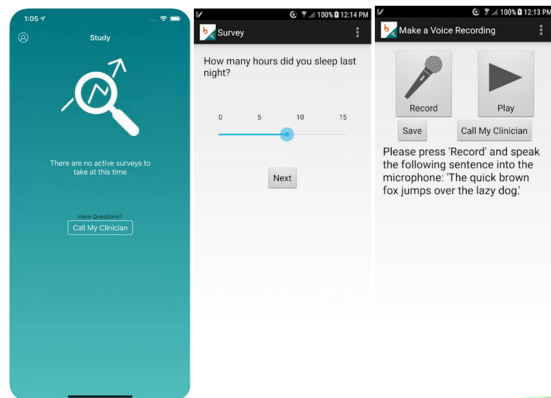 1:05
Study
There are no active surveys to
take at this time
Have Questions?
Call My Clinician
100% 12:14 PM
Survey
How many hours did you sleep last
night?
0 5 10 15
Next
100% 12:13 PM
Make a Voice Recording
Record
Play
Save
Call My Clinician
Please press 'Record' and speak
the following sentence into the
microphone: 'The quick brown
fox jumps over the lazy dog.'